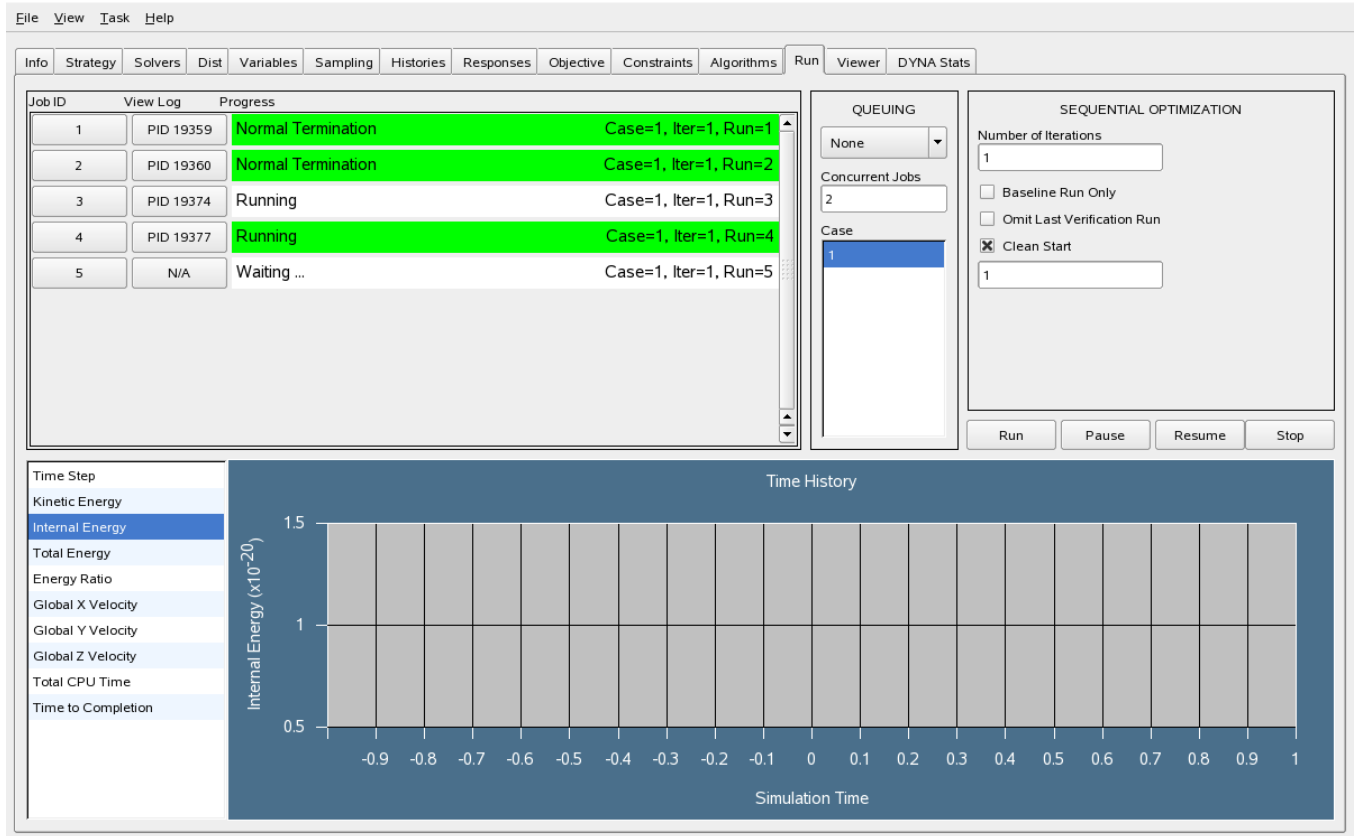 File View Task Help
Info Strategy Solvers Dist Variables Sampling Histories Responses Objective Constraints Algorithms Run Viewer DYNA Stats
Job ID View Log Progress
1 PID 19359 Normal Termination Case=1, Iter=1, Run=1
2 PID 19360 Normal Termination Case=1, Iter=1, Run=2
3 PID 19374 Running Case=1, Iter=1, Run=3
4 PID 19377 Running Case=1, Iter=1, Run=4
5 N/A Waiting ... Case=1, Iter=1, Run=5
QUEUING
None
Concurrent Jobs
2
Case
1
SEQUENTIAL OPTIMIZATION
Number of Iterations
1
Baseline Run Only
Omit Last Verification Run
Clean Start
1
Run Pause Resume Stop
Time Step
Kinetic Energy
Internal Energy
Total Energy
Energy Ratio
Global X Velocity
Global Y Velocity
Global Z Velocity
Total CPU Time
Time to Completion
Time History
Internal Energy (x10-20)
1.5
1
0.5
-0.9 -0.8 -0.7 -0.6 -0.5 -0.4 -0.3 -0.2 -0.1 0 0.1 0.2 0.3 0.4 0.5 0.6 0.7 0.8 0.9 1
Simulation Time